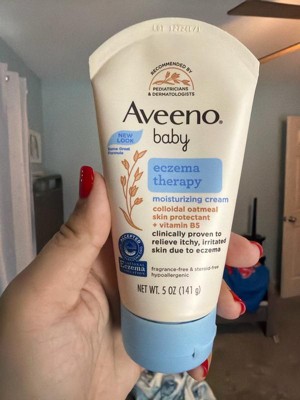 RECOMMENDED BY
PEDIATRICIANS
& DERMATOLOGISTS
Aveeno®
baby
NEW
LOOK
eczema
therapy
moisturizing cream
colloidal oatmeal
skin protectant
+ vitamin B5
clinically proven to
relieve itchy, irritated
skin due to eczema
ACCEPTED
Eczema
fragrance-free & steroid-free
hypoallergenic
NET WT. 5 OZ (141 g)